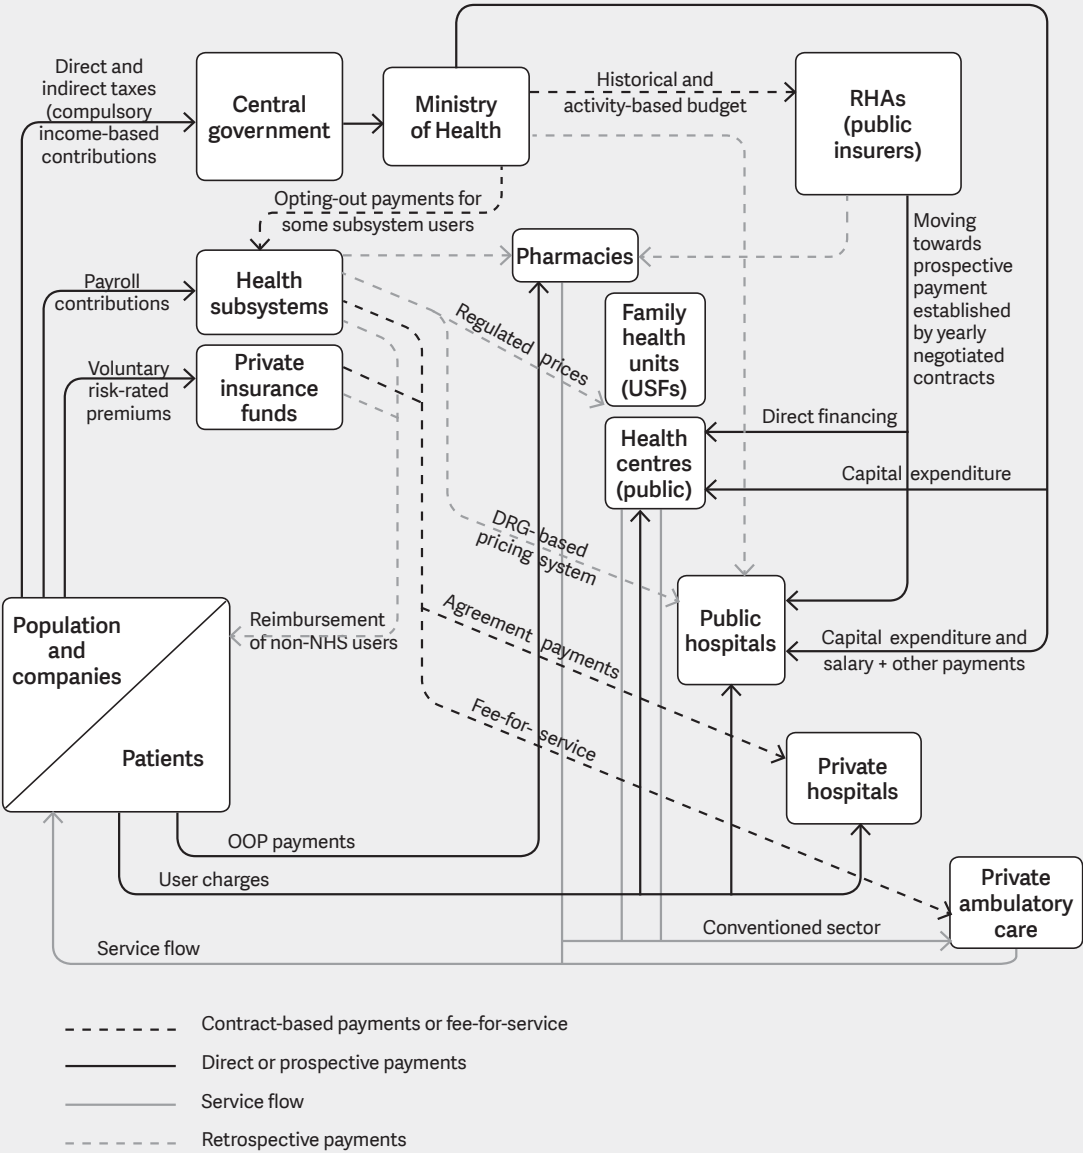 Direct and
indirect taxes
(compulsory
income-based
contributions
Central
government
Ministry
of Health
Historical and
activity-based budget
RHAs
(public
insurers)
Opting-out payments for
some subsystem users
Moving
towards
prospective
payment
established
by yearly
negotiated
contracts
Payroll
contributions
Health
subsystems
Pharmacies
Regulated prices
Family
health
units
(USFs)
Voluntary
risk-rated
premiums
Private
insurance
funds
Direct financing
Health
centres
(public)
Capital expenditure
DRG-based
pricing system
Agreement payments
Population
and
companies
Patients
Reimbursement
of non-NHS users
Public
hospitals
Capital expenditure and
salary + other payments
Fee-for- service
Private
hospitals
OOP payments
User charges
Private
ambulatory
care
Conventioned sector
Service flow
Contract-based payments or fee-for-service
Direct or prospective payments
Service flow
Retrospective payments